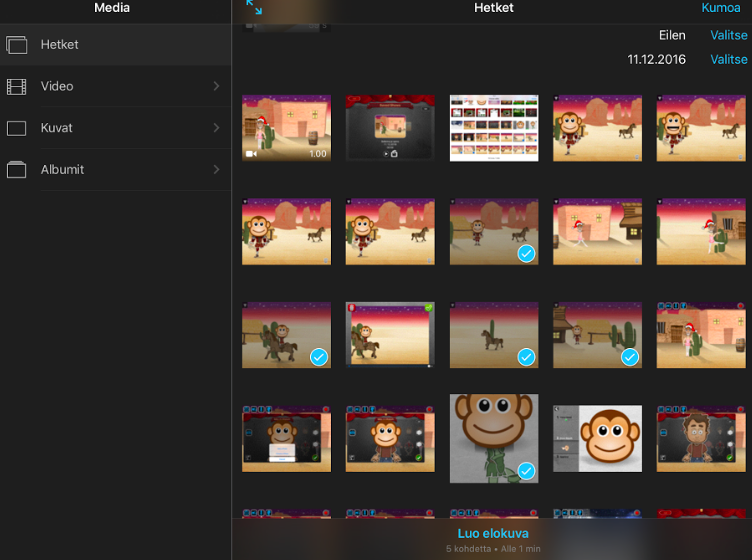 Media
Hetket
Kumoa
Hetket
Video
Kuvat
Albumit
Eilen
Valitse
11.12.2016
Valitse
1.00
Luo elokuva
5 kohdetta • Alle 1 min